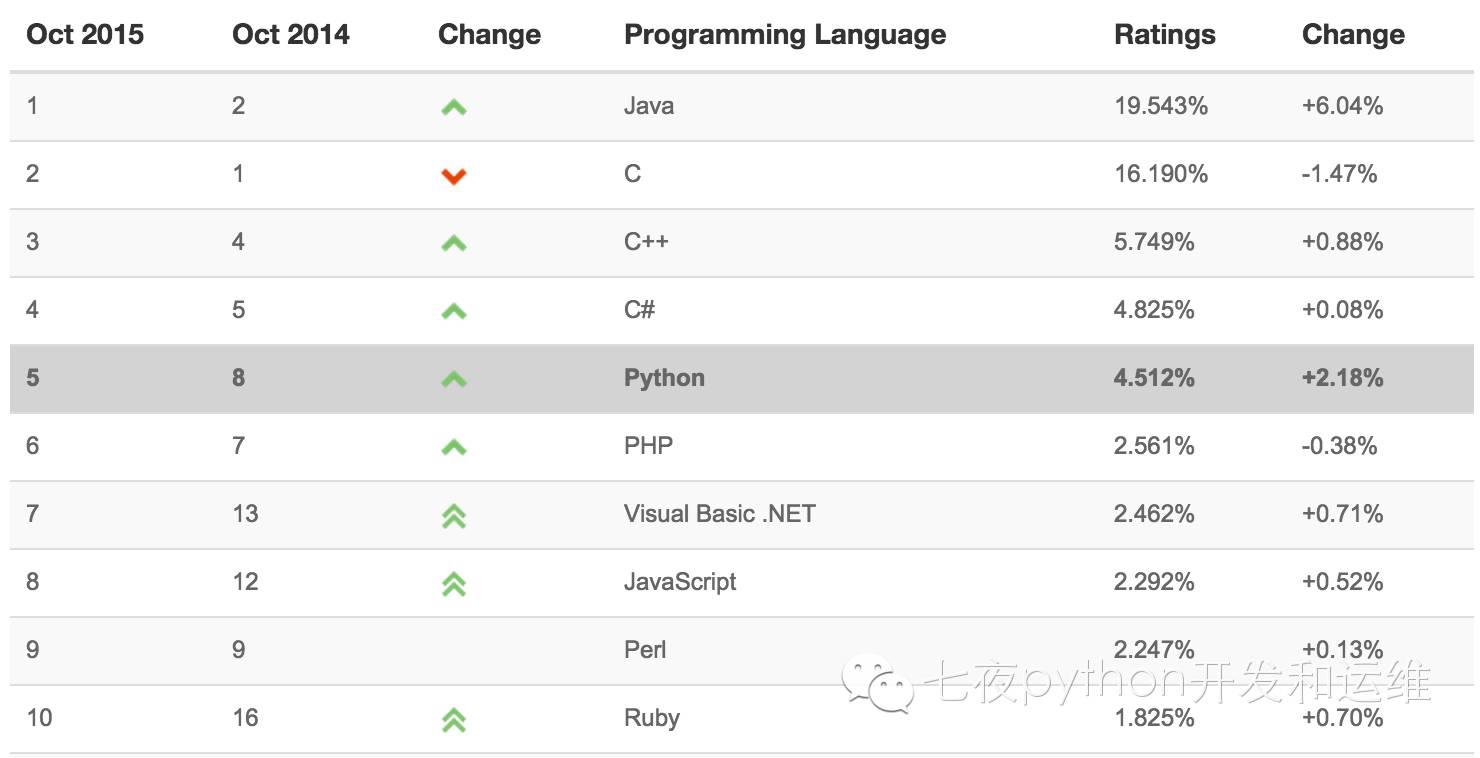 Oct 2015 Oct 2014 Change Programming Language Ratings Change
1 2 Java 19.543% +6.04%
2 1 C 16.190% -1.47%
3 4 C++ 5.749% +0.88%
4 5 C# 4.825% +0.08%
5 8 Python 4.512% +2.18%
6 7 PHP 2.561% -0.38%
7 13 Visual Basic .NET 2.462% +0.71%
8 12 JavaScript 2.292% +0.52%
9 9 Perl 2.247% +0.13%
七夜python开发和运维
10 16 Ruby 1.825% +0.70%